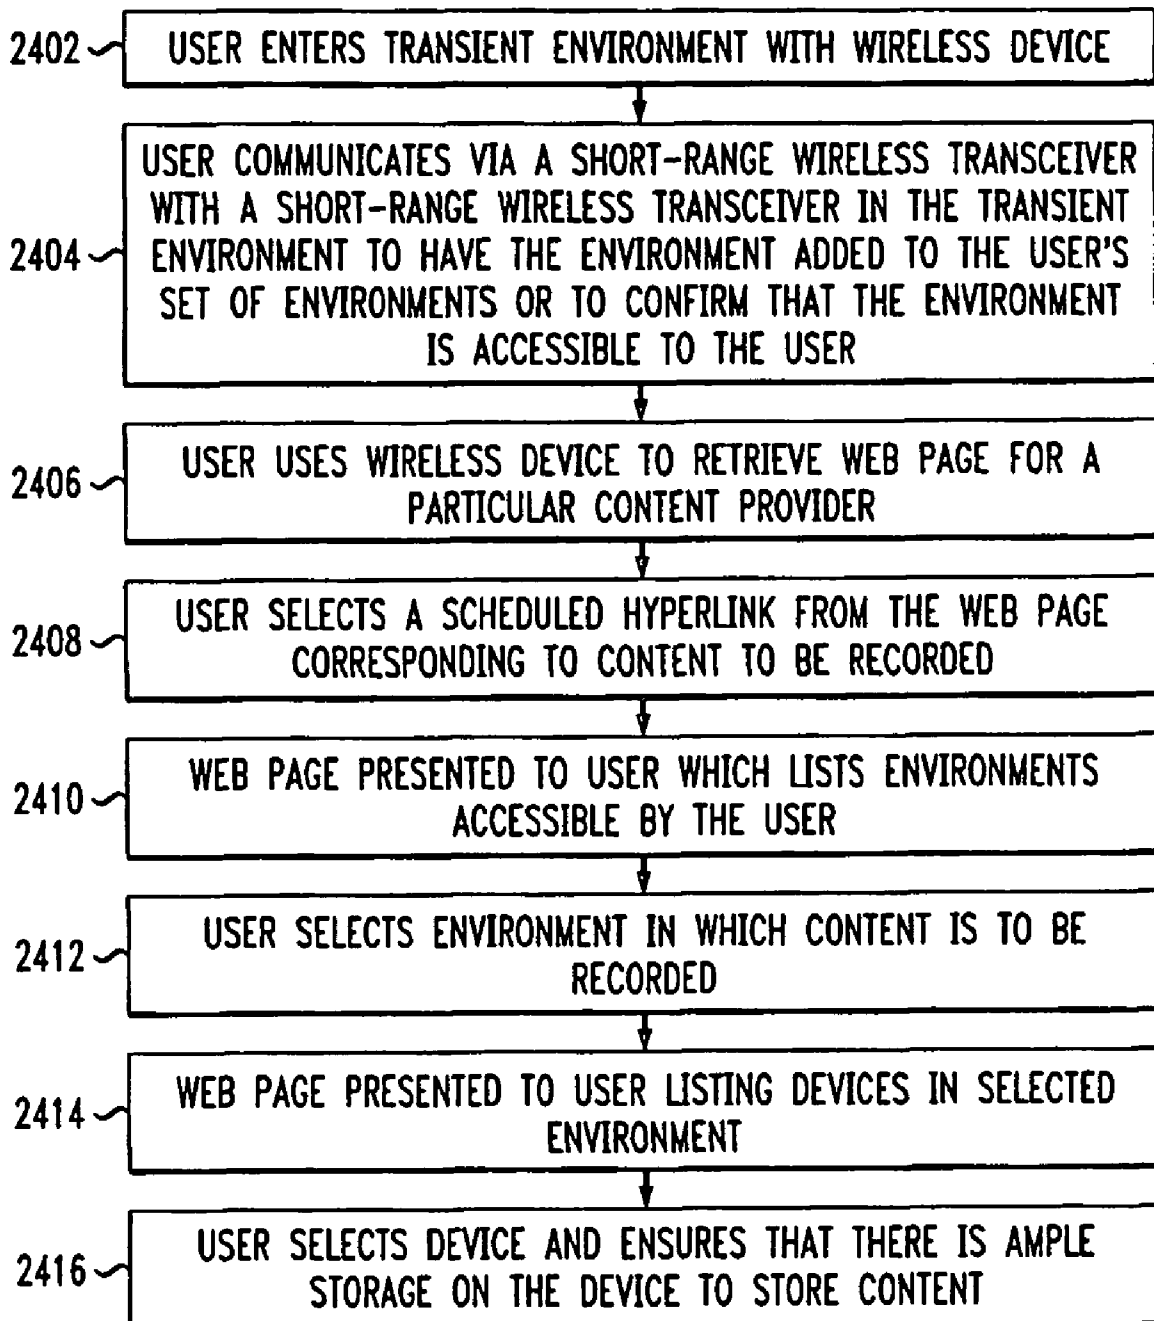 2402
USER ENTERS TRANSIENT ENVIRONMENT WITH WIRELESS DEVICE
2404
USER COMMUNICATES VIA A SHORT-RANGE WIRELESS TRANSCEIVER
WITH A SHORT-RANGE WIRELESS TRANSCEIVER IN THE TRANSIENT
ENVIRONMENT TO HAVE THE ENVIRONMENT ADDED TO THE USER'S
SET OF ENVIRONMENTS OR TO CONFIRM THAT THE ENVIRONMENT
IS ACCESSIBLE TO THE USER
2406
USER USES WIRELESS DEVICE TO RETRIEVE WEB PAGE FOR A
PARTICULAR CONTENT PROVIDER
2408
USER SELECTS A SCHEDULED HYPERLINK FROM THE WEB PAGE
CORRESPONDING TO CONTENT TO BE RECORDED
2410
WEB PAGE PRESENTED TO USER WHICH LISTS ENVIRONMENTS
ACCESSIBLE BY THE USER
2412
USER SELECTS ENVIRONMENT IN WHICH CONTENT IS TO BE
RECORDED
2414
WEB PAGE PRESENTED TO USER LISTING DEVICES IN SELECTED
ENVIRONMENT
2416
USER SELECTS DEVICE AND ENSURES THAT THERE IS AMPLE
STORAGE ON THE DEVICE TO STORE CONTENT